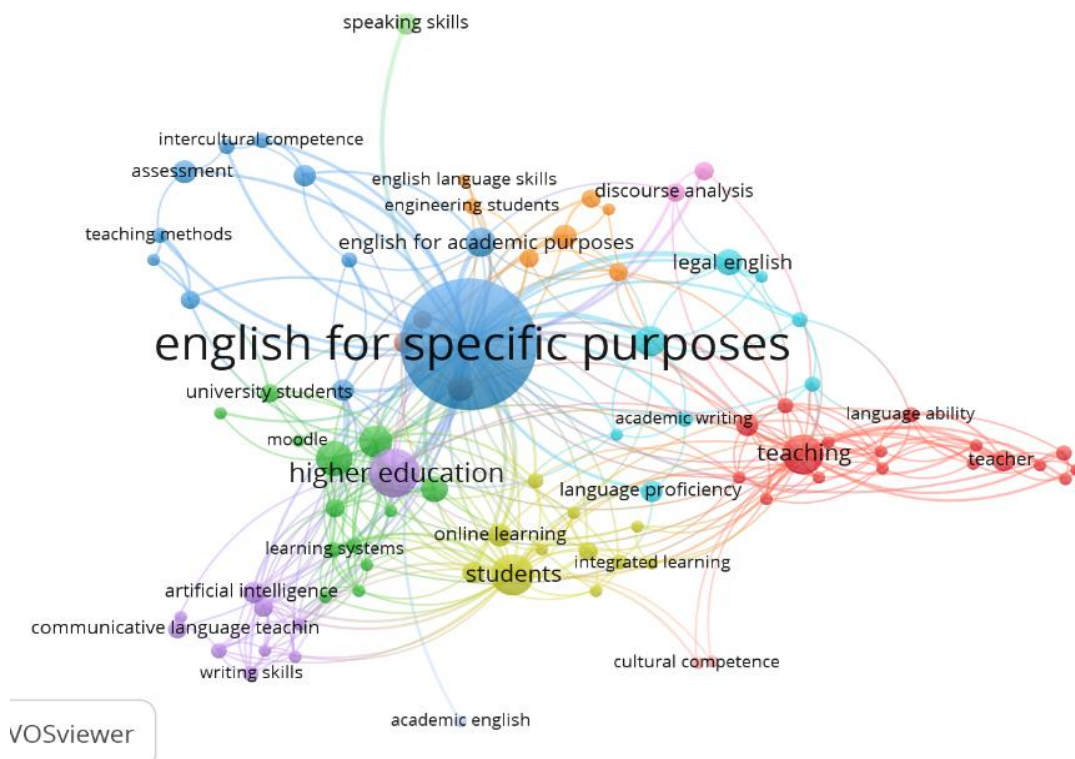 speaking skills
intercultural competence
assessment
english language skills
discourse analysis
engineering students
teaching methods
english for academic purposes
legal english
english for specific purposes
university students
language ability
academic writing
moodle
teaching
teacher
higher education
language proficiency
online learning
learning systems
integrated learning
students
artificial intelligence
communicative language teachin
cultural competence
writing skills
academic english
VOSviewer